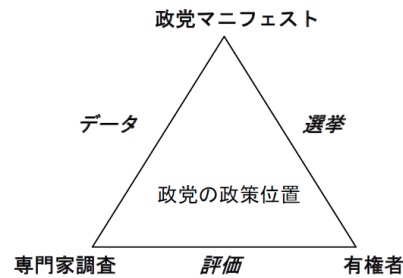 政党マニフェスト
データ
選挙
政党の政策位置
専門家調査
評価
有権者